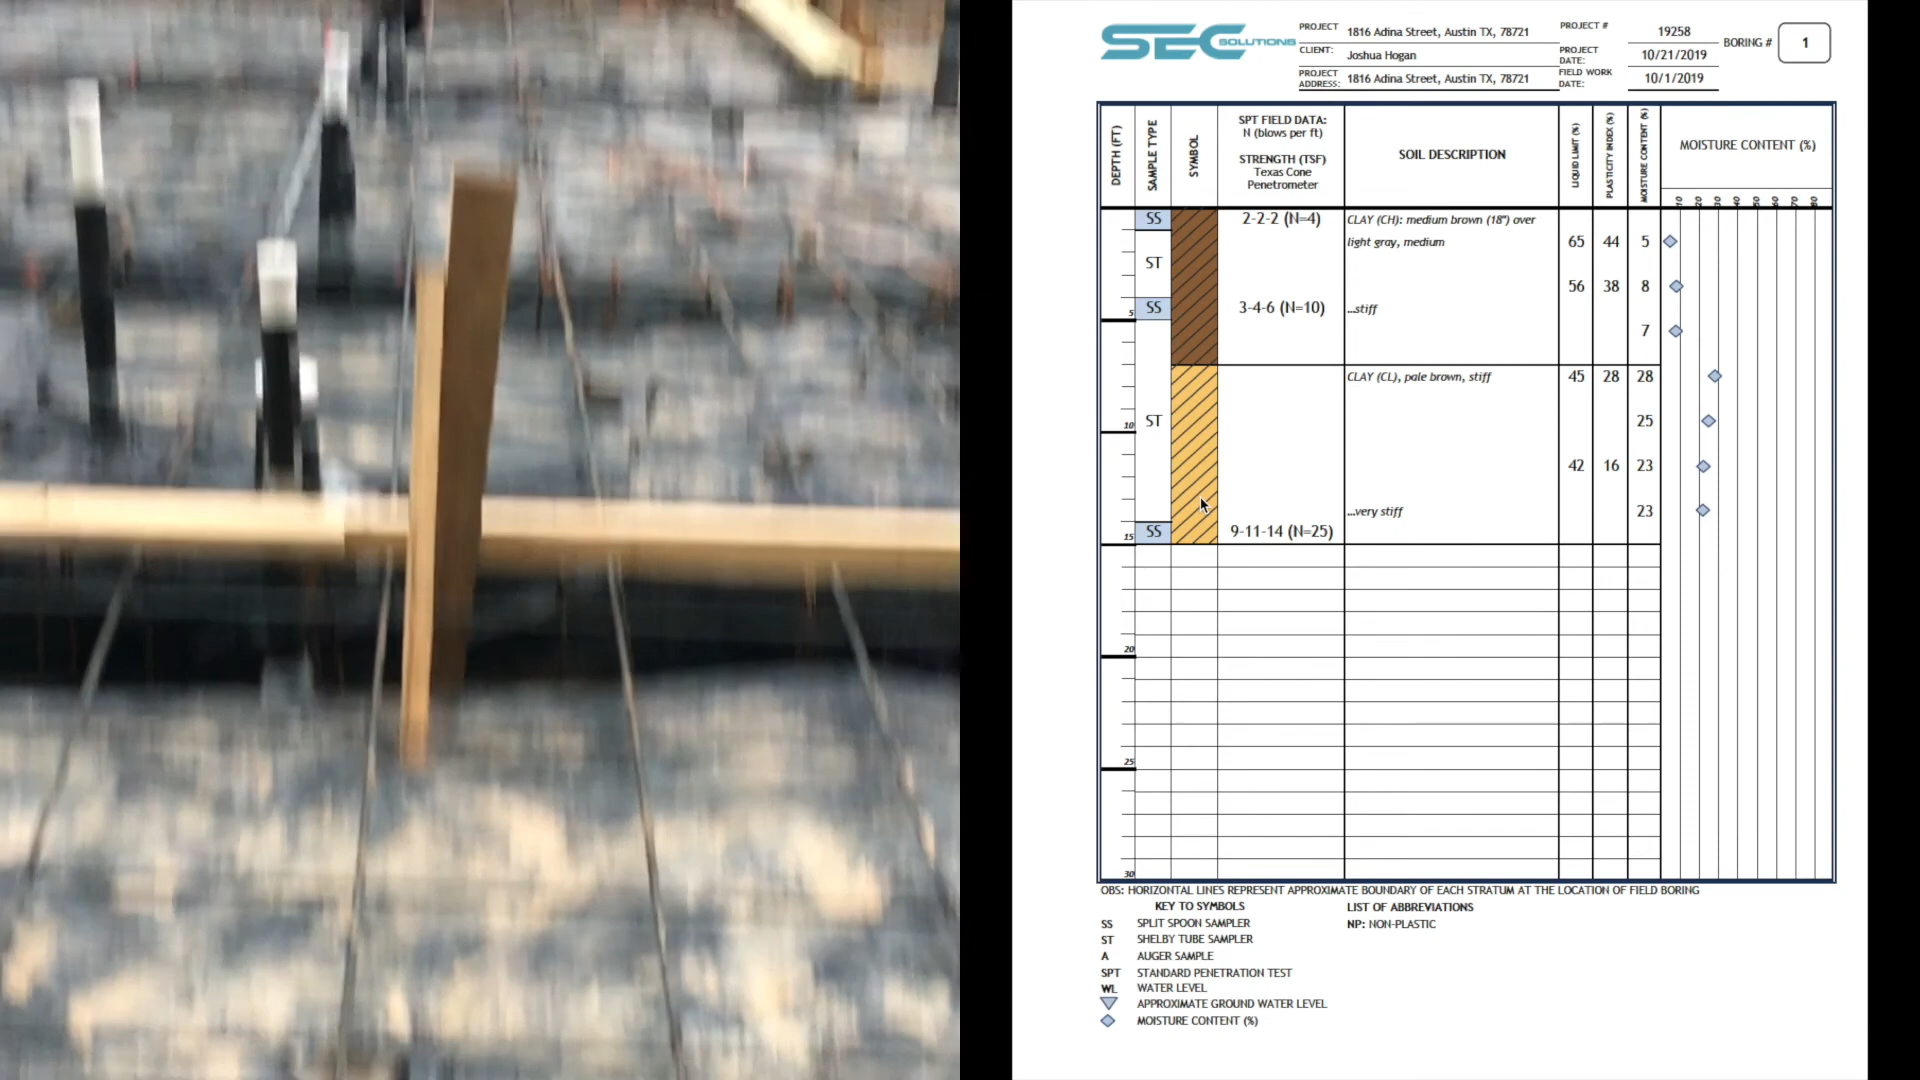 SEC SOLUTIONS
PROJECT 1816 Adina Street, Austin TX, 78721 PROJECT # 19258
CLIENT: Joshua Hogan PROJECT DATE: 10/21/2019 BORING # 1
PROJECT ADDRESS: 1816 Adina Street, Austin TX, 78721 FIELD WORK DATE: 10/1/2019
DEPTH (FT)
SAMPLE TYPE
SYMBOL
SPT FIELD DATA:
N (blows per ft)
STRENGTH (TSF)
Texas Cone
Penetrometer
SOIL DESCRIPTION
LIQUID LIMIT (%)
PLASTICITY INDEX (%)
MOISTURE CONTENT (%)
MOISTURE CONTENT (%)
10 20 30 40 50 60 70 80
SS 2-2-2 (N=4) CLAY (CH): medium brown (18") over
light gray, medium 65 44 5
ST
56 38 8
5 SS 3-4-6 (N=10) ...stiff
7
CLAY (CL), pale brown, stiff 45 28 28
10 ST 25
42 16 23
...very stiff 23
15 SS 9-11-14 (N=25)
20
25
30
OBS: HORIZONTAL LINES REPRESENT APPROXIMATE BOUNDARY OF EACH STRATUM AT THE LOCATION OF FIELD BORING
KEY TO SYMBOLS LIST OF ABBREVIATIONS
SS SPLIT SPOON SAMPLER NP: NON-PLASTIC
ST SHELBY TUBE SAMPLER
A AUGER SAMPLE
SPT STANDARD PENETRATION TEST
WL WATER LEVEL
APPROXIMATE GROUND WATER LEVEL
MOISTURE CONTENT (%)